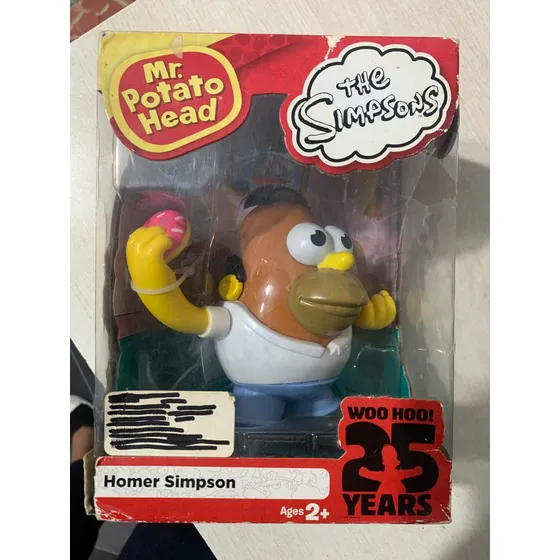 Mr.
Potato
Head
THE
SIMPSONS
WOO HOO!
25
YEARS
Homer Simpson
Ages 2+